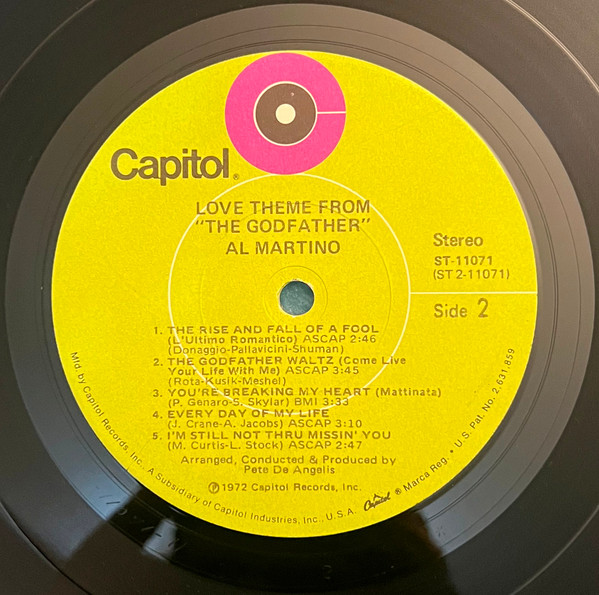 Capitol®
LOVE THEME FROM
"THE GODFATHER"
AL MARTINO
Stereo
ST-11071
(ST 2-11071)
Side 2
1. THE RISE AND FALL OF A FOOL
(L'Ultimo Romantico) ASCAP 2:46
(Donaggio-Pallavicini-Shuman)
2. THE GODFATHER WALTZ (Come Live
Your Life With Me) ASCAP 3:45
(Rota-Kusik-Meshel)
3. YOU'RE BREAKING MY HEART (Mattinata)
(P. Genaro-S. Skylar) BMI 3:33
4. EVERY DAY OF MY LIFE
(J. Crane-A. Jacobs) ASCAP 3:10
5. I'M STILL NOT THRU MISSIN' YOU
(M. Curtis-L. Stock) ASCAP 2:47
Arranged, Conducted & Produced by
Pete De Angelis
℗1972 Capitol Records, Inc.
Mfd. by Capitol Records, Inc. A Subsidiary of Capitol Industries, Inc., U.S.A. Capitol ® Marca Reg. • U.S. Pat. No. 2,631,859